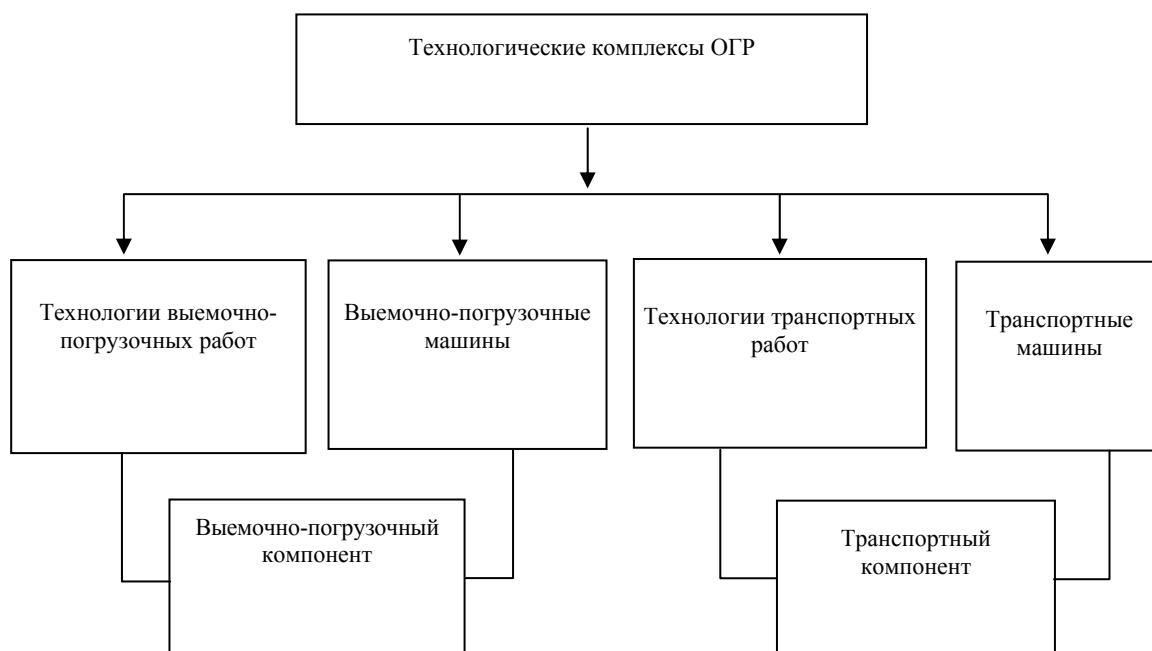 Технологические комплексы ОГР
Технологии выемочно-
погрузочных работ
Выемочно-погрузочные
машины
Технологии транспортных
работ
Транспортные
машины
Выемочно-погрузочный
компонент
Транспортный
компонент